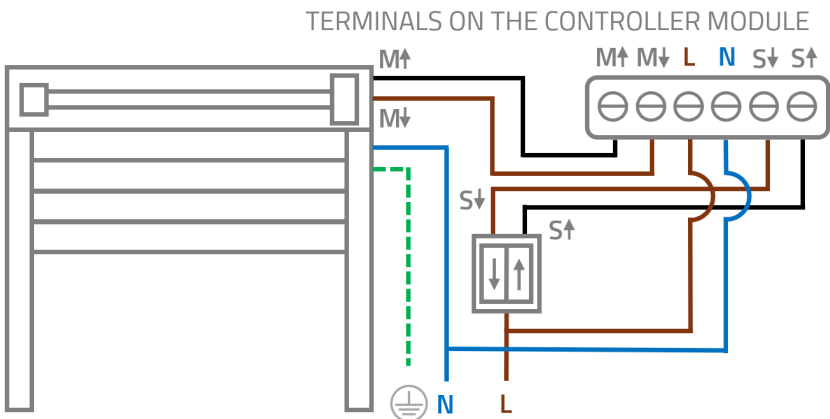 TERMINALS ON THE CONTROLLER MODULE
M↑ M↓ L N S↓ S↑
M↑
M↓
S↓
S↑
N L